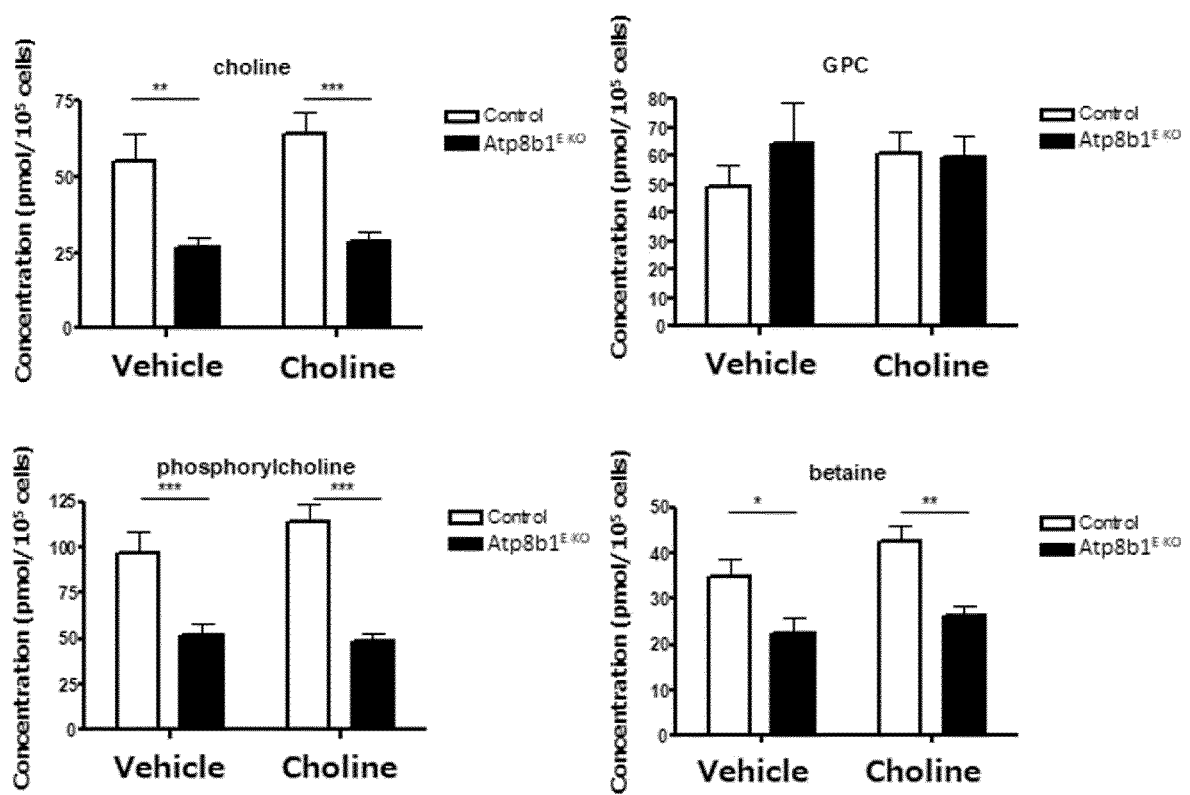 choline
**
***
Concentration (pmol/10⁵ cells)
75
50
25
0
Vehicle
Choline
Control
Atp8b1ᴱ⁻ᴷᴼ
GPC
Concentration (pmol/10⁵ cells)
80
70
60
50
40
30
20
10
0
Vehicle
Choline
Control
Atp8b1ᴱ⁻ᴷᴼ
phosphorylcholine
***
***
Concentration (pmol/10⁵ cells)
125
100
75
50
25
0
Vehicle
Choline
Control
Atp8b1ᴱ⁻ᴷᴼ
betaine
*
**
Concentration (pmol/10⁵ cells)
50
40
30
20
10
0
Vehicle
Choline
Control
Atp8b1ᴱ⁻ᴷᴼ